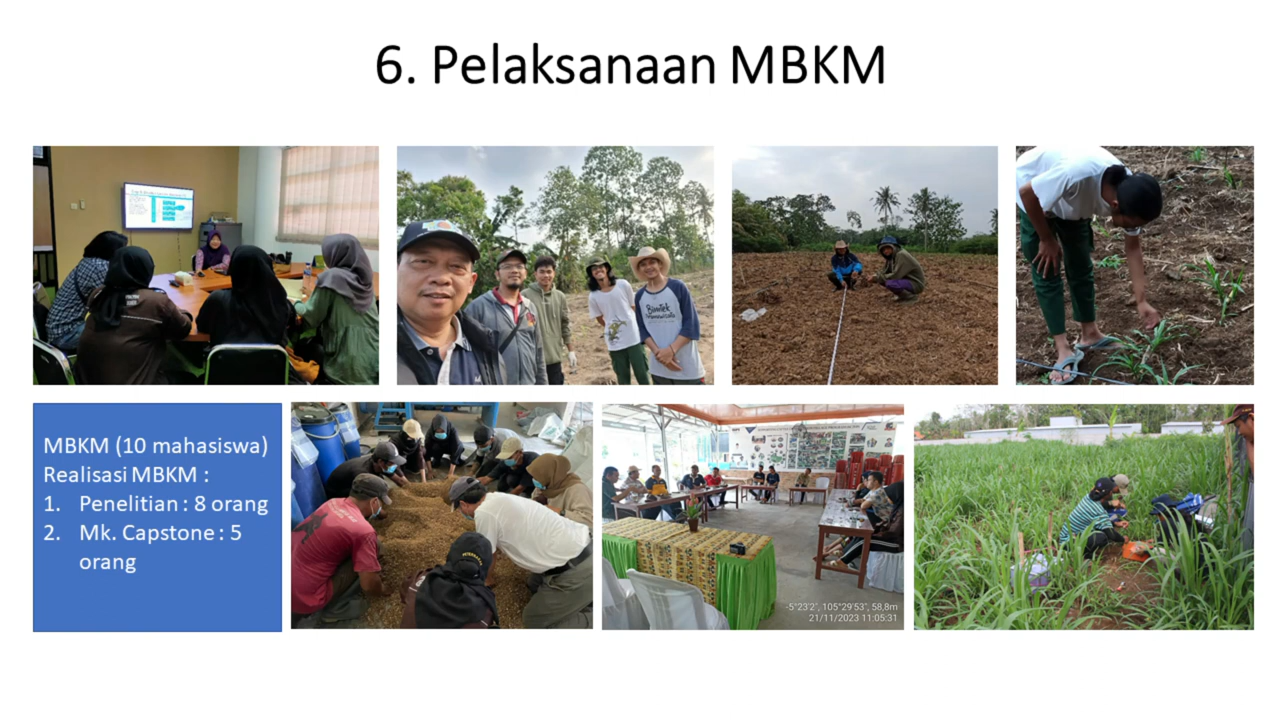 6. Pelaksanaan MBKM
MBKM (10 mahasiswa)
Realisasi MBKM :
1. Penelitian : 8 orang
2. Mk. Capstone : 5
orang
-5°23'2", 105°29'53", 58,8m
21/11/2023 11:05:31